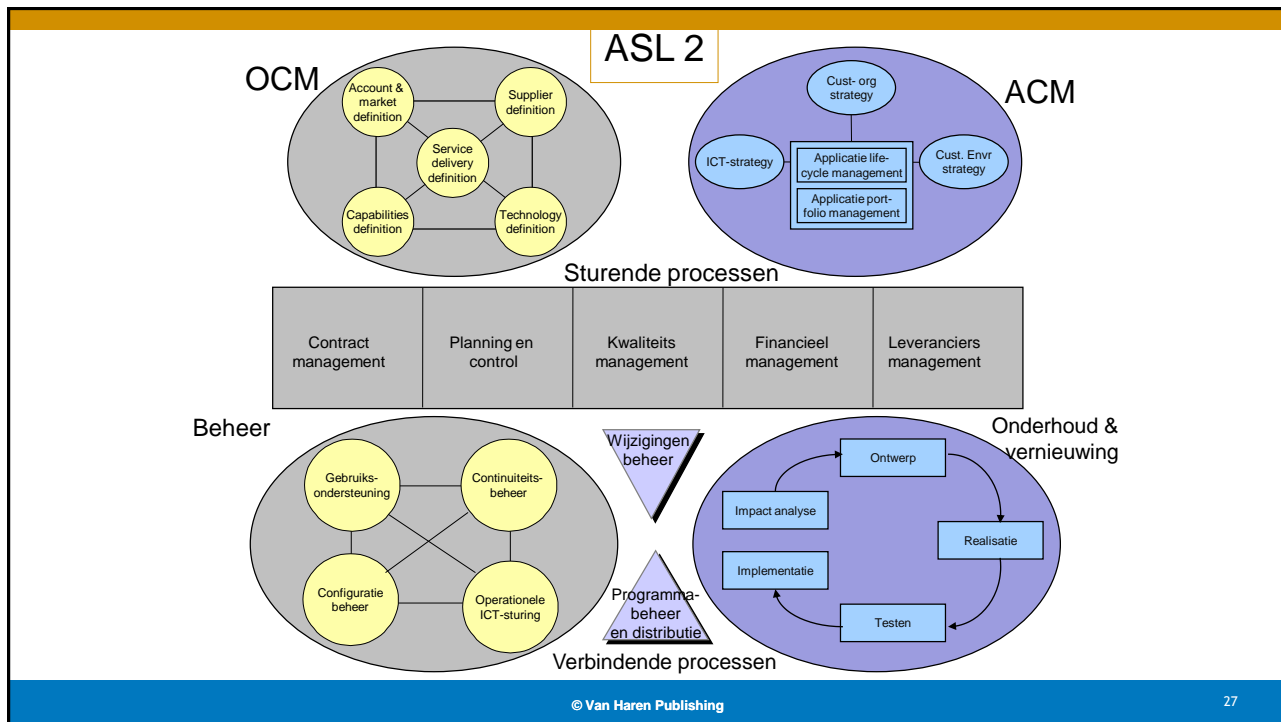 ASL 2
OCM
Account &
market
definition
Supplier
definition
Service
delivery
definition
Capabilities
definition
Technology
definition
ACM
Cust- org
strategy
ICT-strategy
Applicatie life-
cycle management
Applicatie port-
folio management
Cust. Envr
strategy
Sturende processen
Contract
management
Planning en
control
Kwaliteits
management
Financieel
management
Leveranciers
management
Beheer
Gebruiks-
ondersteuning
Continuiteits-
beheer
Configuratie
beheer
Operationele
ICT-sturing
Wijzigingen
beheer
Programma-
beheer
en distributie
Verbindende processen
Onderhoud &
vernieuwing
Ontwerp
Impact analyse
Realisatie
Implementatie
Testen
© Van Haren Publishing
27